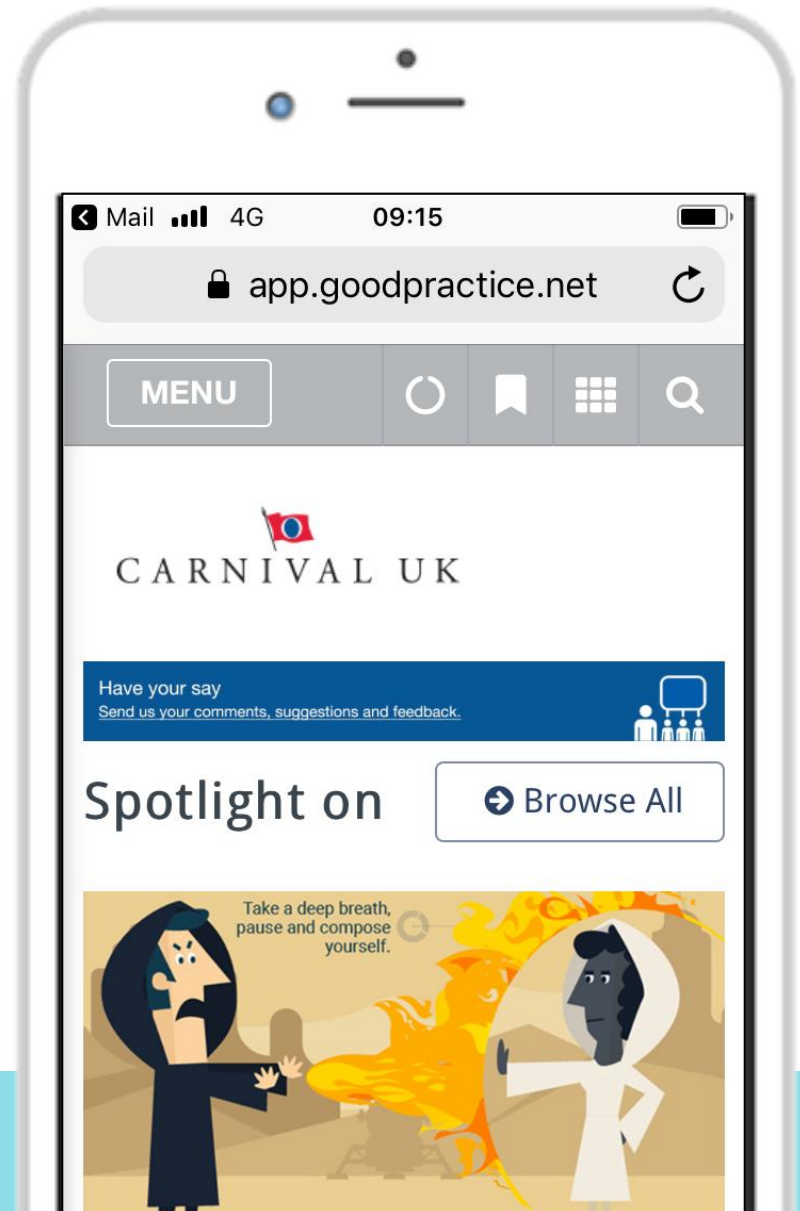 Mail 4G 09:15
app.goodpractice.net
MENU
CARNIVAL UK
Have your say
Send us your comments, suggestions and feedback.
Spotlight on
Browse All
Take a deep breath,
pause and compose
yourself.